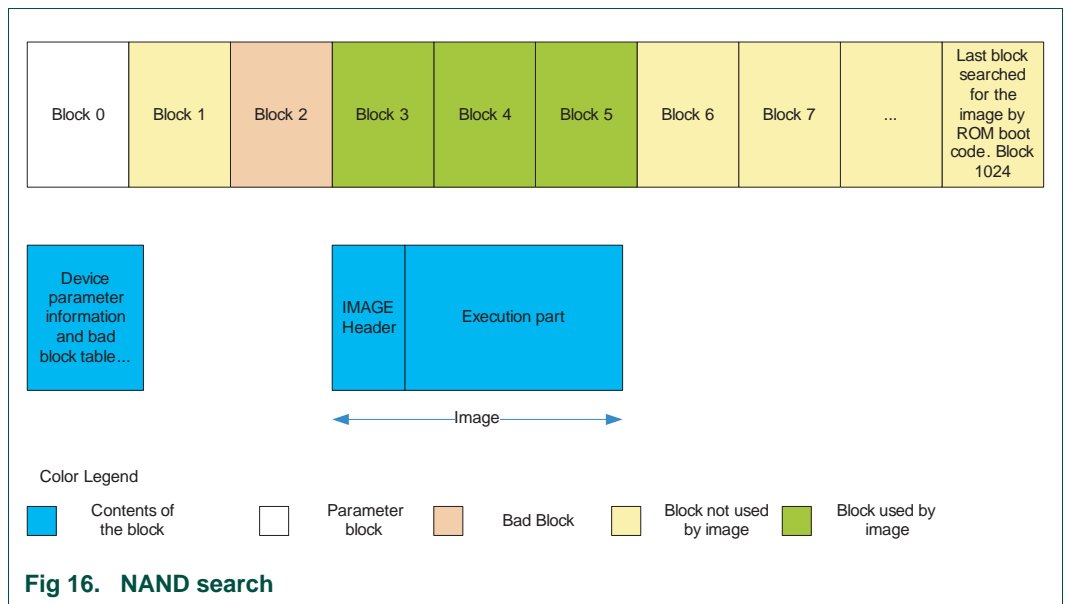 Block 0
Block 1
Block 2
Block 3
Block 4
Block 5
Block 6
Block 7
...
Last block
searched
for the
image by
ROM boot
code. Block
1024
Device
parameter
information
and bad
block table...
IMAGE
Header
Execution part
Image
Color Legend
Contents of
the block
Parameter
block
Bad Block
Block not used
by image
Block used by
image
Fig 16. NAND search